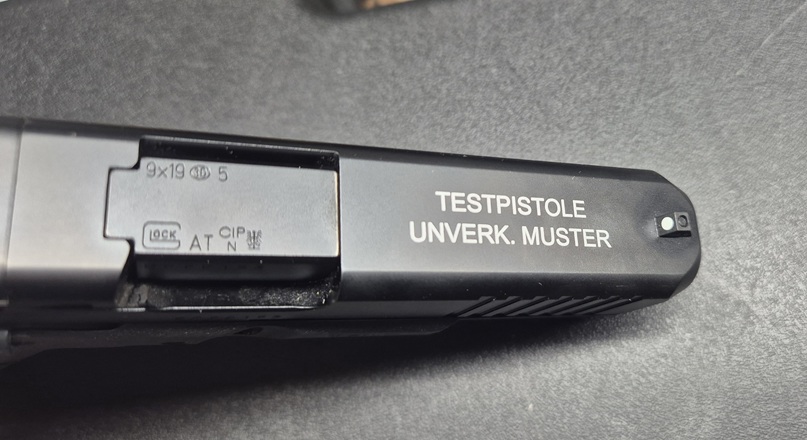 9x19 5
GLOCK AT CIP
N
TESTPISTOLE
UNVERK. MUSTER